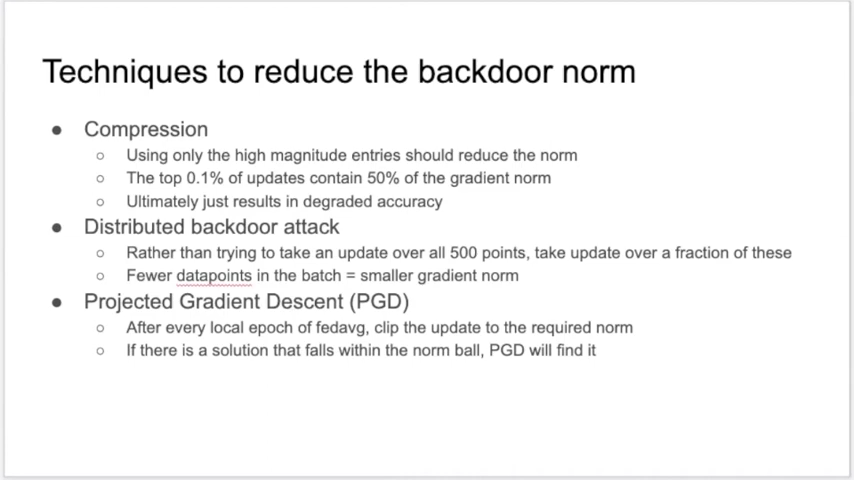 Techniques to reduce the backdoor norm
● Compression
○ Using only the high magnitude entries should reduce the norm
○ The top 0.1% of updates contain 50% of the gradient norm
○ Ultimately just results in degraded accuracy
● Distributed backdoor attack
○ Rather than trying to take an update over all 500 points, take update over a fraction of these
○ Fewer datapoints in the batch = smaller gradient norm
● Projected Gradient Descent (PGD)
○ After every local epoch of fedavg, clip the update to the required norm
○ If there is a solution that falls within the norm ball, PGD will find it